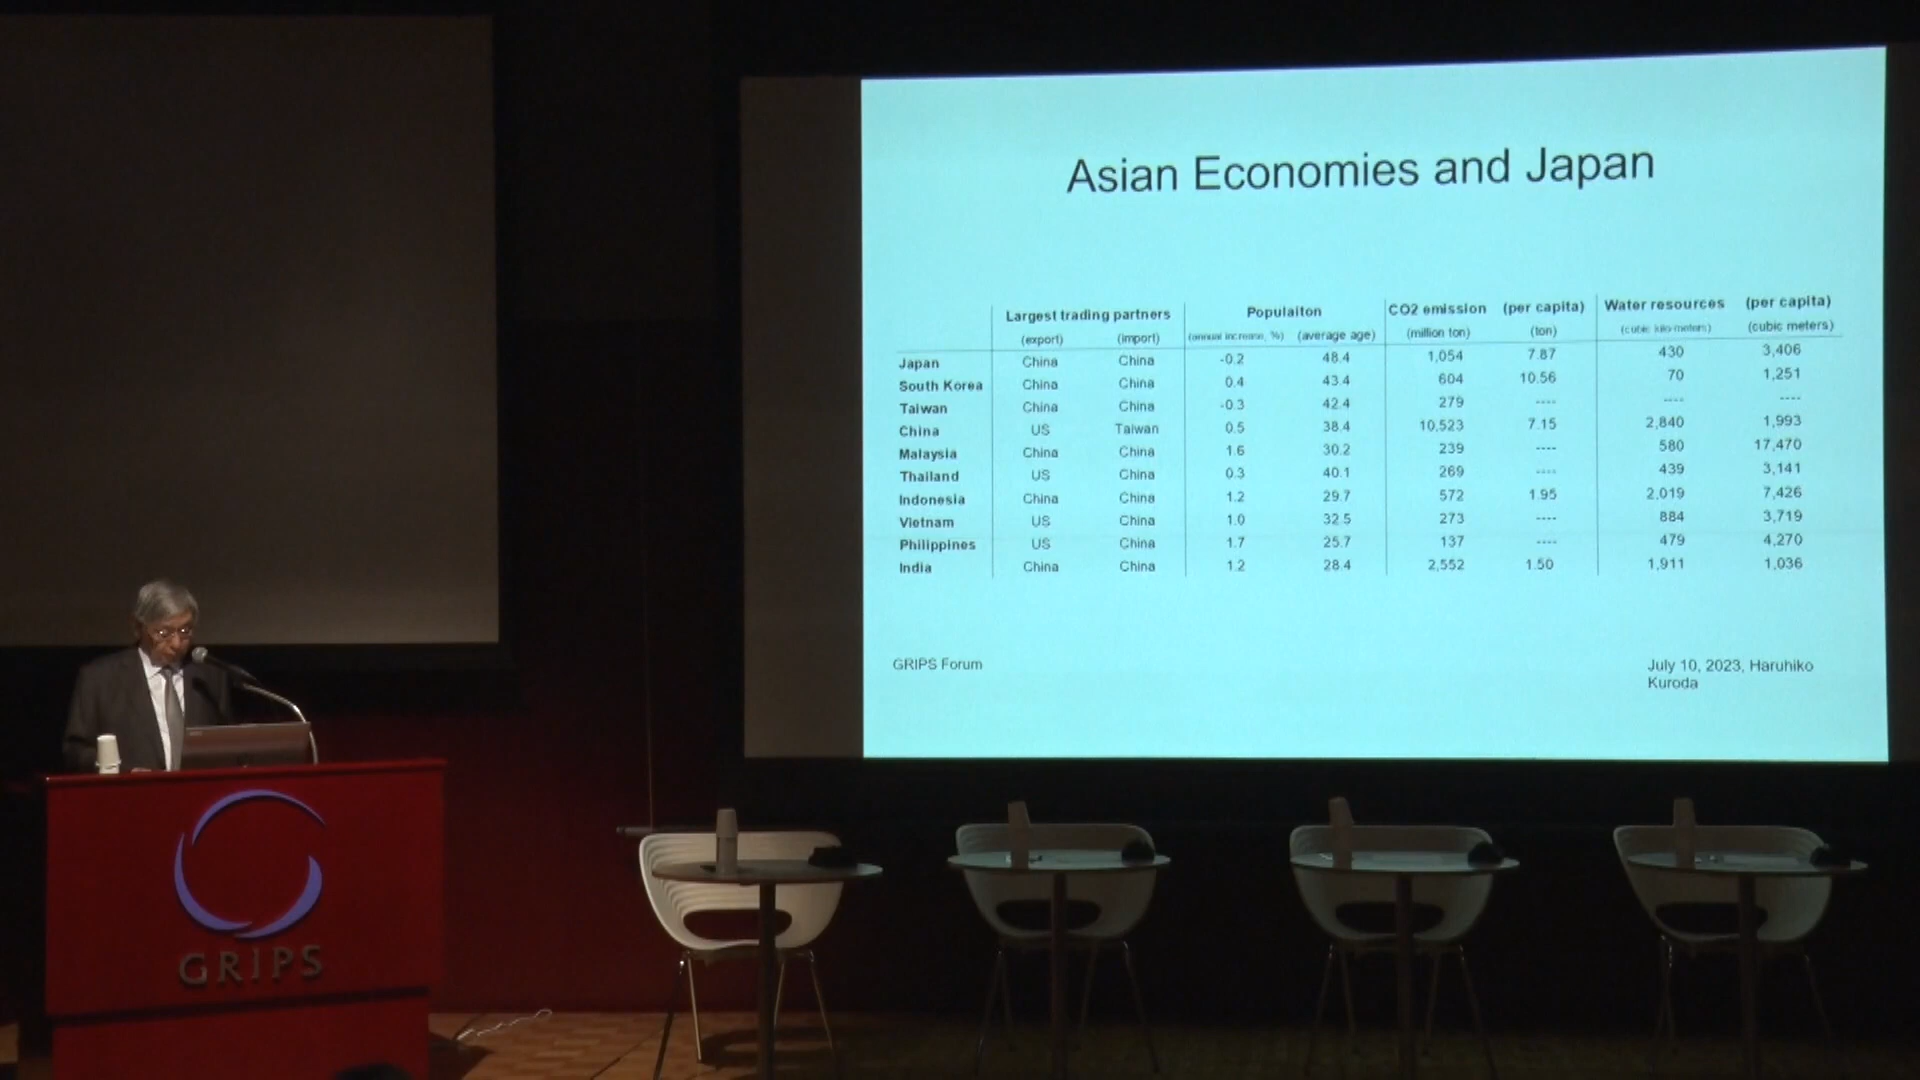 Asian Economies and Japan
Largest trading partners Populaiton CO2 emission (per capita) Water resources (per capita)
(export) (import) (annual increase, %) (average age) (million ton) (ton) (cubic kilo-meters) (cubic meters)
Japan China China -0.2 48.4 1,054 7.87 430 3,406
South Korea China China 0.4 43.4 604 10.56 70 1,251
Taiwan China China -0.3 42.4 279 ---- ---- ----
China US Taiwan 0.5 38.4 10,523 7.15 2,840 1,993
Malaysia China China 1.6 30.2 239 ---- 580 17,470
Thailand US China 0.3 40.1 269 ---- 439 3,141
Indonesia China China 1.2 29.7 572 1.95 2,019 7,426
Vietnam US China 1.0 32.5 273 ---- 884 3,719
Philippines US China 1.7 25.7 137 ---- 479 4,270
India China China 1.2 28.4 2,552 1.50 1,911 1,036
GRIPS Forum
July 10, 2023, Haruhiko
Kuroda
GRIPS